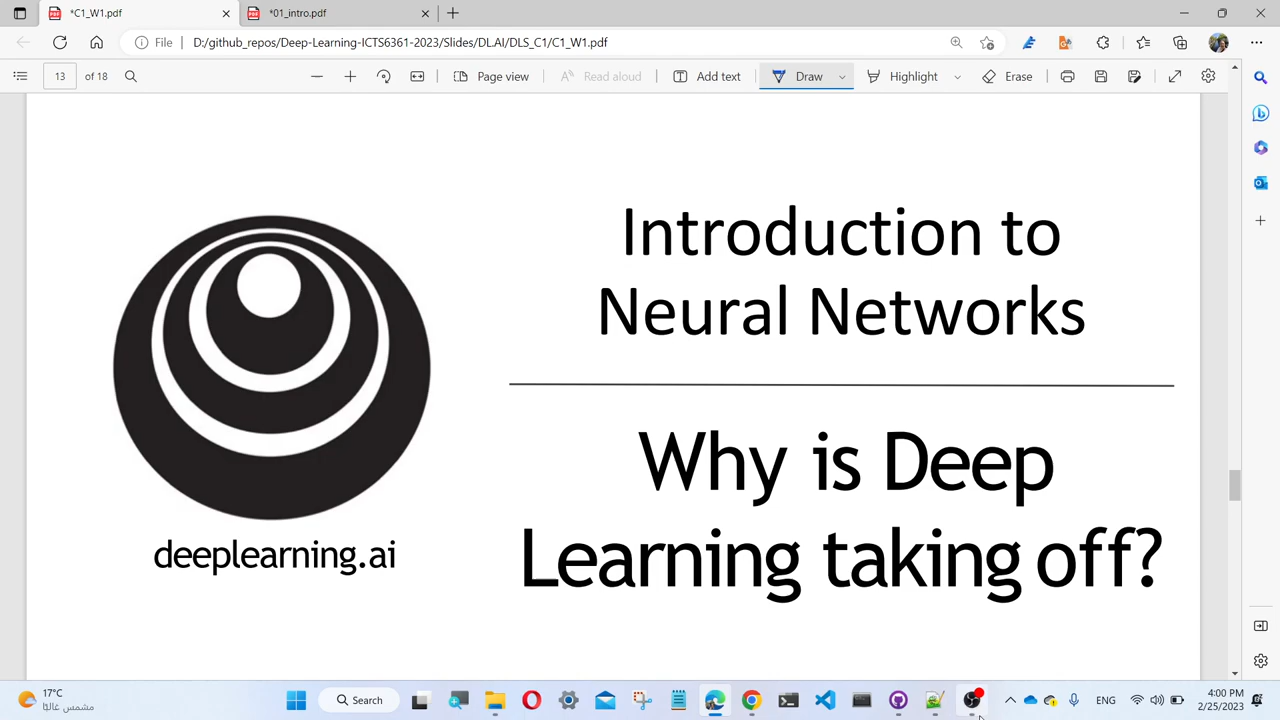 *C1_W1.pdf
*01_intro.pdf
File
D:/github_repos/Deep-Learning-ICTS6361-2023/Slides/DL.AI/DLS_C1/C1_W1.pdf
13 of 18
Page view
Read aloud
Add text
Draw
Highlight
Erase
Introduction to
Neural Networks
Why is Deep
Learning taking off?
deeplearning.ai
17°C
مشمس غالبًا
Search
ENG
4:00 PM
2/25/2023